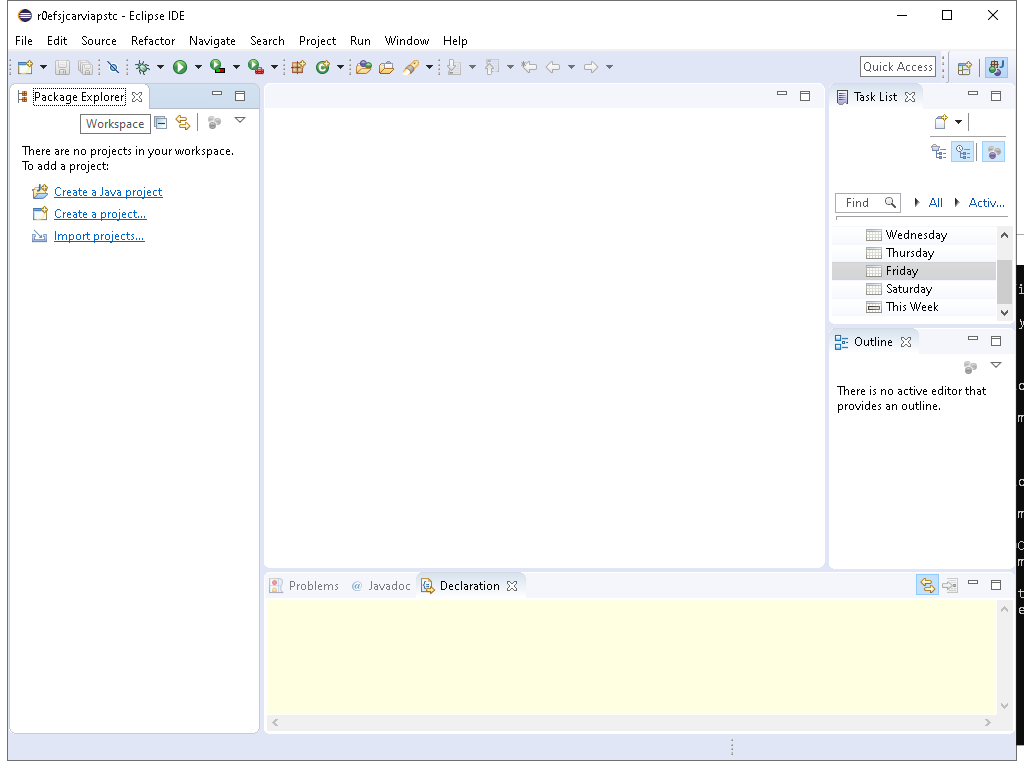 r0efsjcarviapstc - Eclipse IDE
File Edit Source Refactor Navigate Search Project Run Window Help
Quick Access
Package Explorer
Workspace
There are no projects in your workspace.
To add a project:
Create a Java project
Create a project...
Import projects...
Task List
Find
All
Activ...
Wednesday
Thursday
Friday
Saturday
This Week
Outline
There is no active editor that
provides an outline.
Problems @ Javadoc Declaration